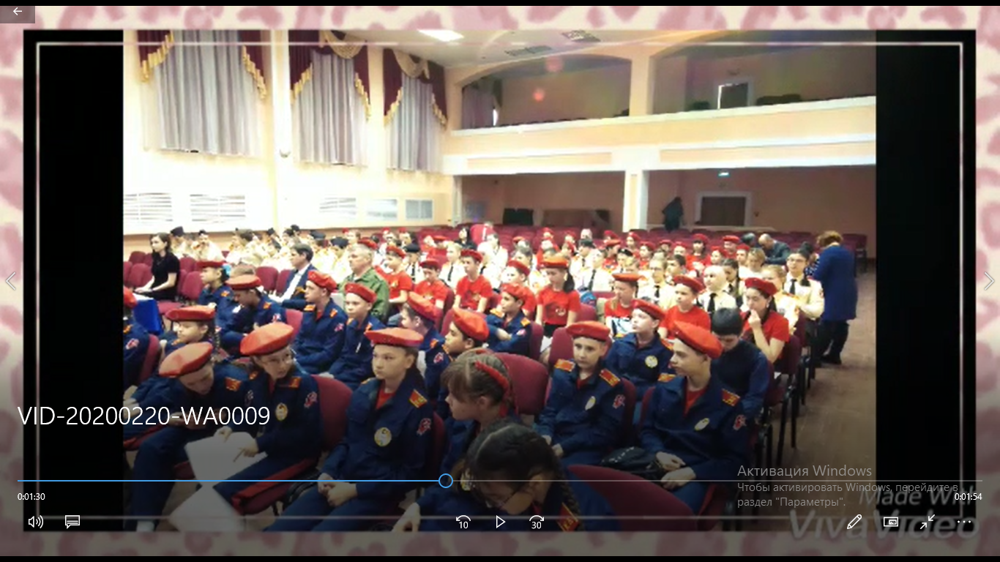 VID-20200220-WA0009
Активация Windows
Чтобы активировать Windows, перейдите в
раздел "Параметры".
0:01:30
0:01:54
Made With
VivaVideo
10
30